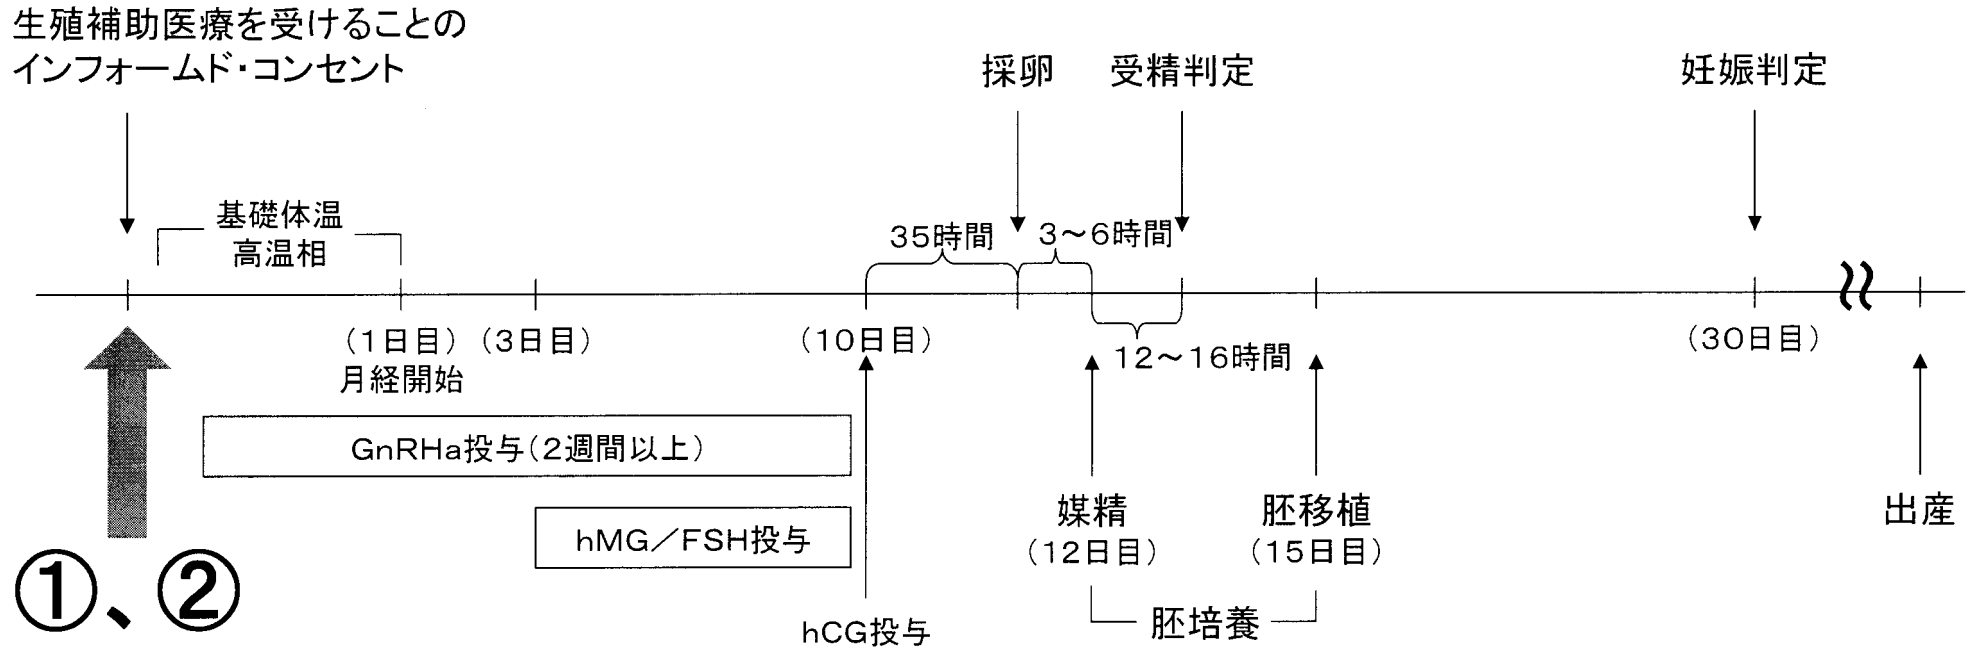 生殖補助医療を受けることの
インフォームド・コンセント
採卵
受精判定
妊娠判定
基礎体温
高温相
35時間
3～6時間
（1日目）
月経開始
（3日目）
（10日目）
12～16時間
（30日目）
GnRHa投与（2週間以上）
hMG／FSH投与
媒精
（12日目）
胚移植
（15日目）
出産
①、②
hCG投与
胚培養